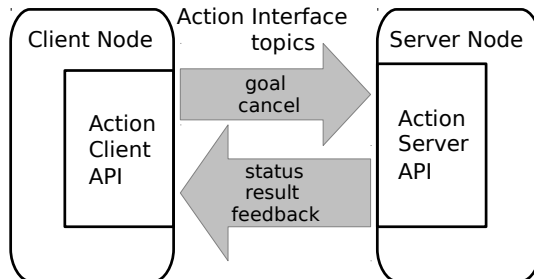 Action Interface
topics
Client Node
Server Node
goal
cancel
Action
Client
API
Action
Server
API
status
result
feedback